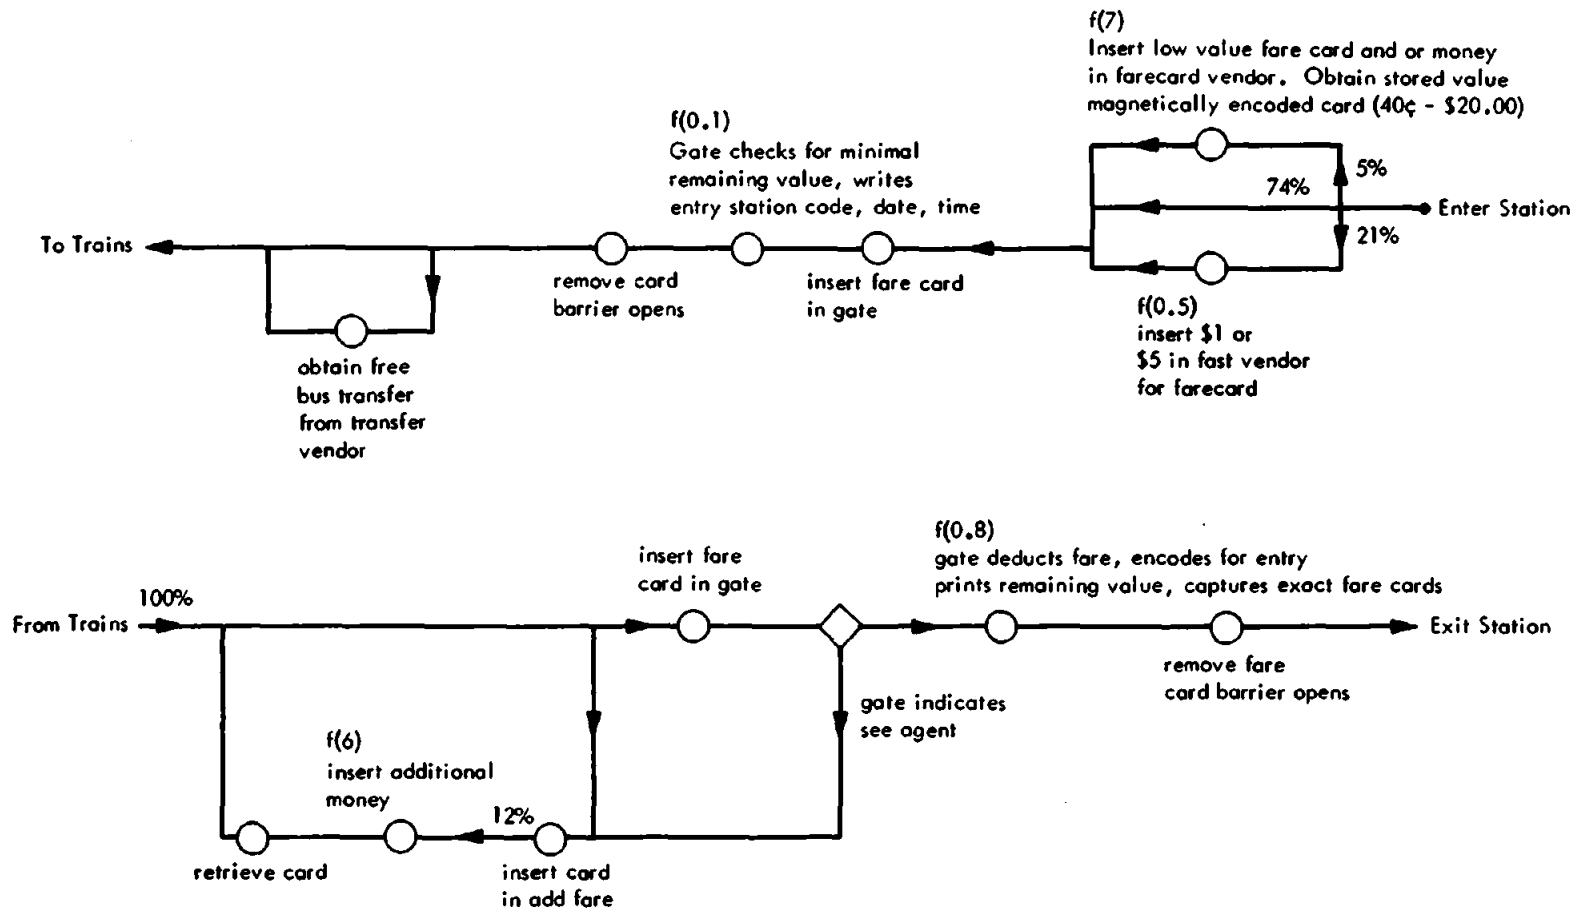 f(7)
Insert low value fare card and or money
in farecard vendor. Obtain stored value
magnetically encoded card (40¢ - $20.00)
f(0.1)
Gate checks for minimal
remaining value, writes
entry station code, date, time
5%
74%
Enter Station
21%
To Trains
remove card
barrier opens
insert fare card
in gate
f(0.5)
insert $1 or
$5 in fast vendor
for farecard
obtain free
bus transfer
from transfer
vendor
f(0.8)
gate deducts fare, encodes for entry
prints remaining value, captures exact fare cards
insert fare
card in gate
100%
From Trains
Exit Station
remove fare
card barrier opens
gate indicates
see agent
f(6)
insert additional
money
12%
retrieve card
insert card
in add fare